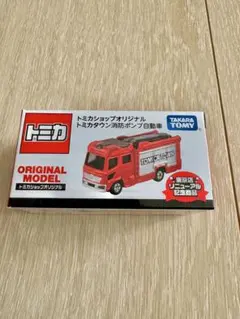 トミカ
トミカショップオリジナル
トミカタウン消防ポンプ自動車
TAKARA
TOMY
ORIGINAL
MODEL
トミカショップオリジナル
東京店
リニューアル
記念商品